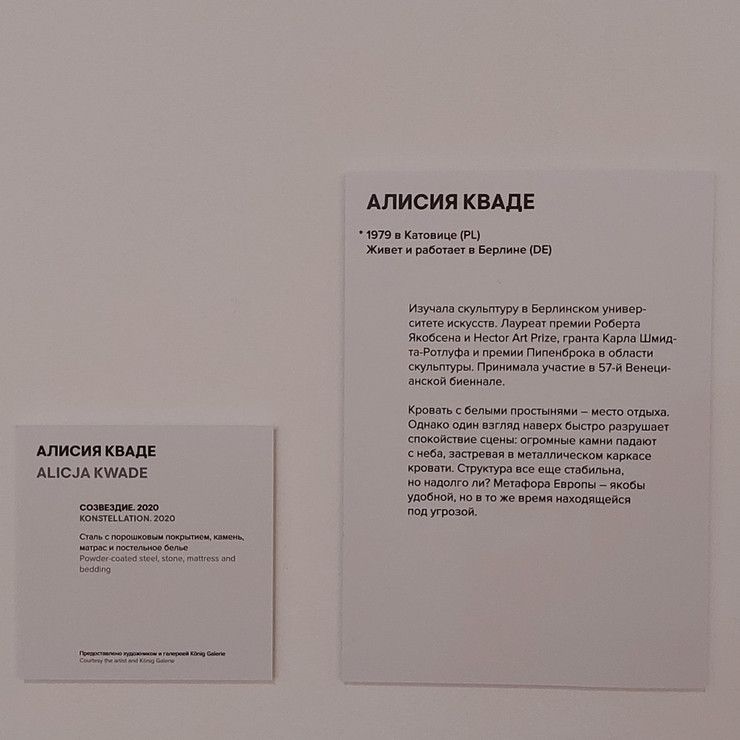 АЛИСИЯ КВАДЕ
ALICJA KWADE
СОЗВЕЗДИЕ. 2020
KONSTELLATION. 2020
Сталь с порошковым покрытием, камень,
матрас и постельное белье
Powder-coated steel, stone, mattress and
bedding
Предоставлено художником и галереей König Galerie
Courtesy the artist and König Galerie
АЛИСИЯ КВАДЕ
* 1979 в Катовице (PL)
Живет и работает в Берлине (DE)
Изучала скульптуру в Берлинском универ-
ситете искусств. Лауреат премии Роберта
Якобсена и Hector Art Prize, гранта Карла Шмид-
та-Ротлуфа и премии Пипенброка в области
скульптуры. Принимала участие в 57-й Венеци-
анской биеннале.
Кровать с белыми простынями – место отдыха.
Однако один взгляд наверх быстро разрушает
спокойствие сцены: огромные камни падают
с неба, застревая в металлическом каркасе
кровати. Структура все еще стабильна,
но надолго ли? Метафора Европы – якобы
удобной, но в то же время находящейся
под угрозой.